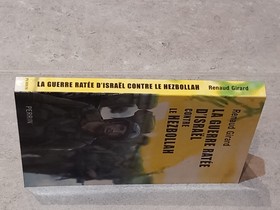 LA GUERRE RATÉE D'ISRAËL CONTRE LE HEZBOLLAH Renaud Girard
Renaud Girard
LA GUERRE RATÉE
D'ISRAËL
CONTRE
LE HEZBOLLAH
PERRIN